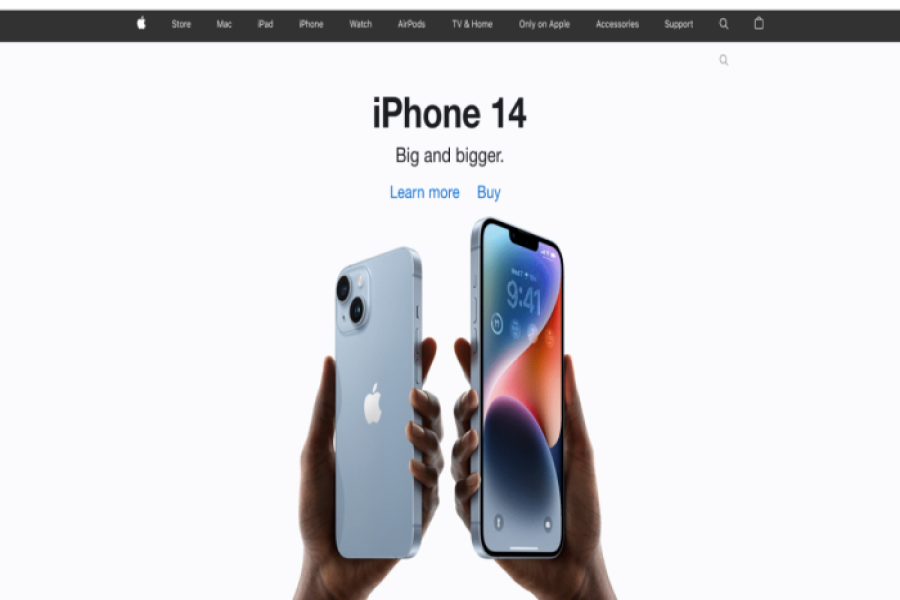 Store Mac iPad iPhone Watch AirPods TV & Home Only on Apple Accessories Support
iPhone 14
Big and bigger.
Learn more Buy
9:41